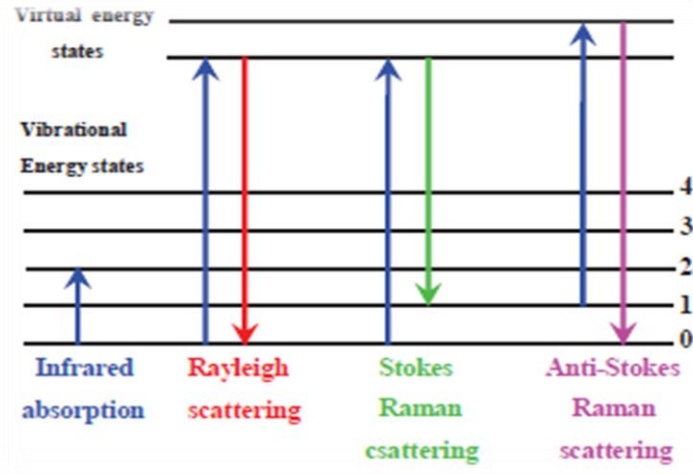 Virtual energy
states
Vibrational
Energy states
4
3
2
1
0
Infrared
absorption
Rayleigh
scattering
Stokes
Raman
csattering
Anti-Stokes
Raman
scattering